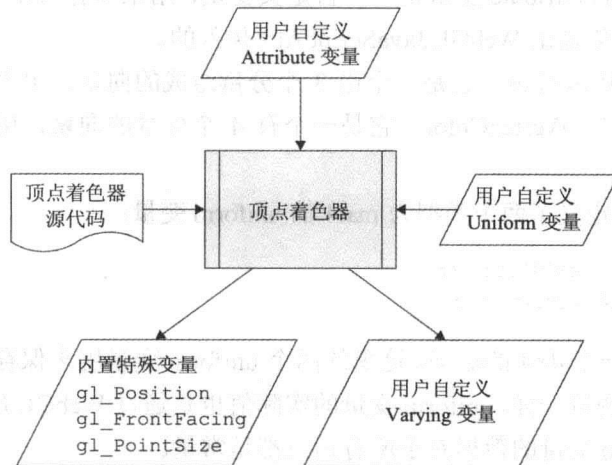 用户自定义
Attribute 变量
顶点着色器
源代码
顶点着色器
用户自定义
Uniform 变量
内置特殊变量
gl_Position
gl_FrontFacing
gl_PointSize
用户自定义
Varying 变量